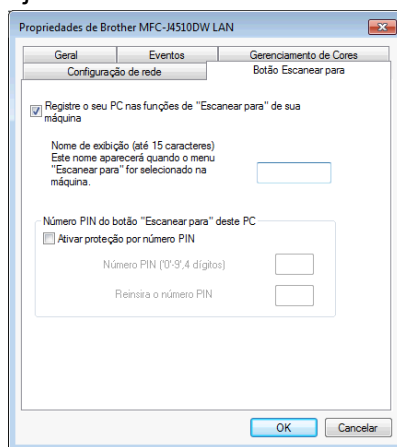 Propriedades de Brother MFC-J4510DW LAN
Geral Eventos Gerenciamento de Cores
Configuração de rede Botão Escanear para
Registre o seu PC nas funções de "Escanear para" de sua
máquina
Nome de exibição (até 15 caracteres)
Este nome aparecerá quando o menu
"Escanear para" for selecionado na
máquina.
Número PIN do botão "Escanear para" deste PC
Ativar proteção por número PIN
Número PIN ('0'-'9',4 dígitos)
Reinsira o número PIN
OK Cancelar